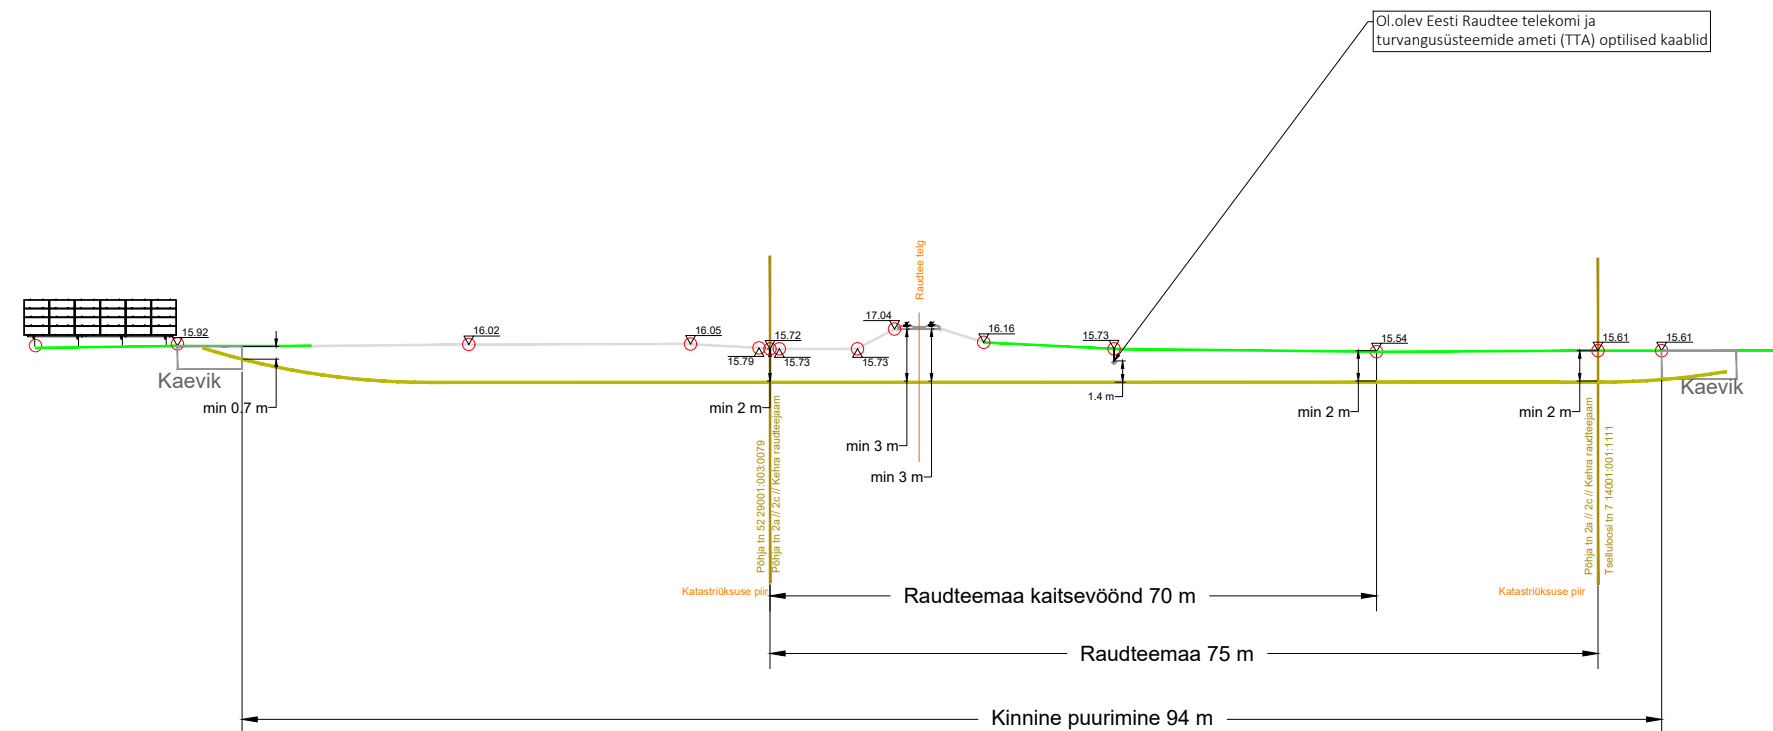 Ol.olev Eesti Raudtee telekomi ja
turvangusüsteemide ameti (TTA) optilised kaablid
Raudtee telg
17.04
15.92
16.02
16.05
15.72
15.79
15.73
15.73
16.16
15.73
15.54
15.61
15.61
Kaevik
Kaevik
min 0.7 m
min 2 m
min 3 m
min 3 m
1.4 m
min 2 m
min 2 m
Põhja tn 52 29001:003:0079
Põhja tn 2a // 2c // Kehra raudteejaam
Põhja tn 2a // 2c // Kehra raudteejaam
Tselluloosi tn 7 14001:001:1111
Katastriüksuse piir
Katastriüksuse piir
Raudteemaa kaitsevöönd 70 m
Raudteemaa 75 m
Kinnine puurimine 94 m